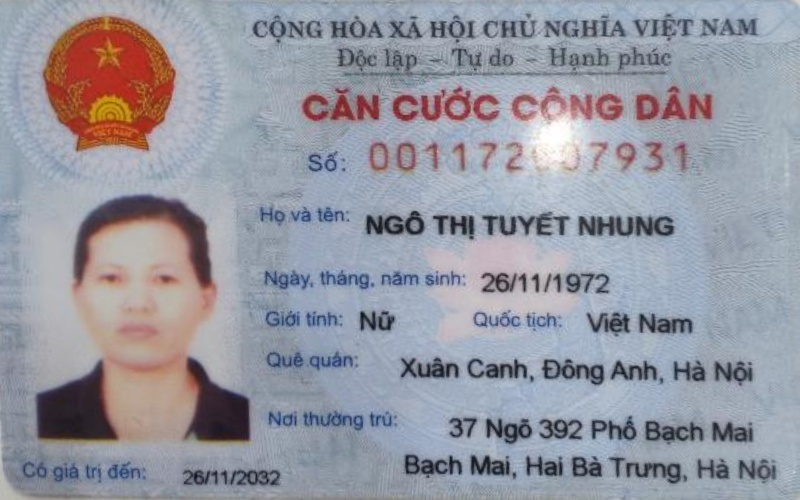 CỘNG HÒA XÃ HỘI CHỦ NGHĨA VIỆT NAM
Độc lập – Tự do – Hạnh phúc
CĂN CƯỚC CÔNG DÂN
Số: 001172007931
Họ và tên: NGÔ THỊ TUYẾT NHUNG
Ngày, tháng, năm sinh: 26/11/1972
Giới tính: Nữ Quốc tịch: Việt Nam
Quê quán: Xuân Canh, Đông Anh, Hà Nội
Nơi thường trú: 37 Ngõ 392 Phố Bạch Mai
Bạch Mai, Hai Bà Trưng, Hà Nội
Có giá trị đến: 26/11/2032